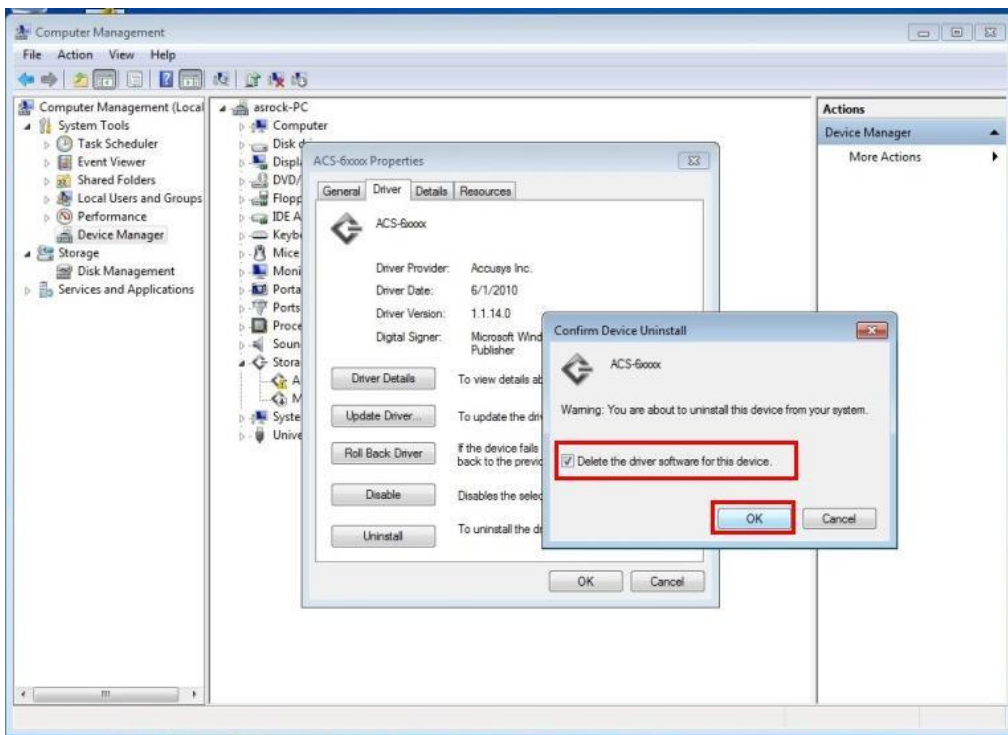 Computer Management
File Action View Help
Computer Management (Local
System Tools
Task Scheduler
Event Viewer
Shared Folders
Local Users and Groups
Performance
Device Manager
Storage
Disk Management
Services and Applications
asrock-PC
Computer
Disk d
Displ
DVD/
Flopp
IDE A
Keybo
Mice
Moni
Porta
Ports
Proce
Soun
Stora
A
M
Syste
Unive
ACS-6xxxx Properties
General Driver Details Resources
ACS-6xxxx
Driver Provider: Accusys Inc.
Driver Date: 6/1/2010
Driver Version: 1.1.14.0
Digital Signer: Microsoft Wind
Publisher
Driver Details To view details ab
Update Driver... To update the driv
Roll Back Driver If the device fails
back to the previo
Disable Disables the selec
Uninstall To uninstall the dr
OK Cancel
Confirm Device Uninstall
ACS-6xxxx
Warning: You are about to uninstall this device from your system.
Delete the driver software for this device.
OK Cancel
Actions
Device Manager
More Actions